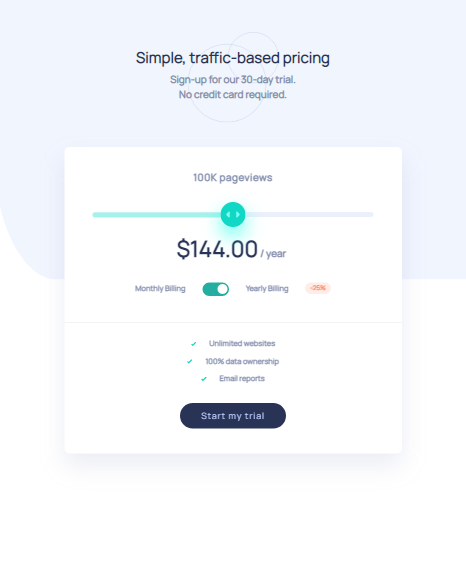 Simple, traffic-based pricing
Sign-up for our 30-day trial.
No credit card required.
100K pageviews
$144.00 / year
Monthly Billing
Yearly Billing
-25%
Unlimited websites
100% data ownership
Email reports
Start my trial